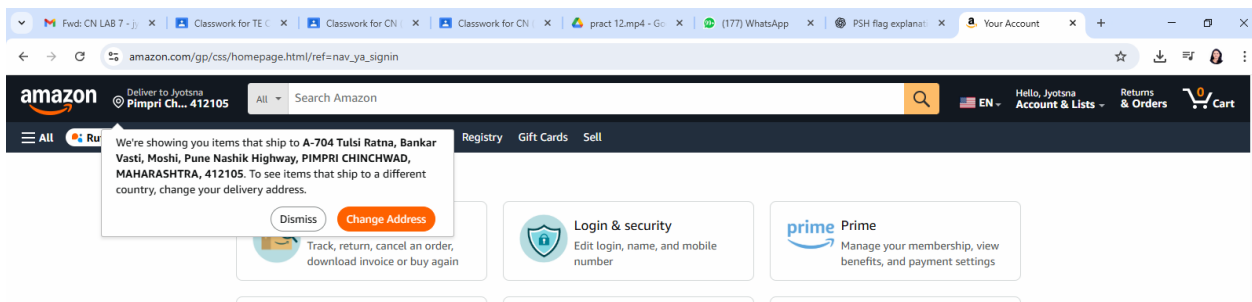 Fwd: CN LAB 7 - j
Classwork for TE C
Classwork for CN
Classwork for CN
pract 12.mp4 - Go
(177) WhatsApp
PSH flag explanati
Your Account
amazon.com/gp/css/homepage.html/ref=nav_ya_signin
amazon
Deliver to Jyotsna
Pimpri Ch... 412105
All
Search Amazon
EN
Hello, Jyotsna
Account & Lists
Returns
& Orders
0
Cart
All
Ru
Registry
Gift Cards
Sell
We're showing you items that ship to A-704 Tulsi Ratna, Bankar
Vasti, Moshi, Pune Nashik Highway, PIMPRI CHINCHWAD,
MAHARASHTRA, 412105. To see items that ship to a different
country, change your delivery address.
Dismiss
Change Address
Track, return, cancel an order,
download invoice or buy again
Login & security
Edit login, name, and mobile
number
prime
Prime
Manage your membership, view
benefits, and payment settings